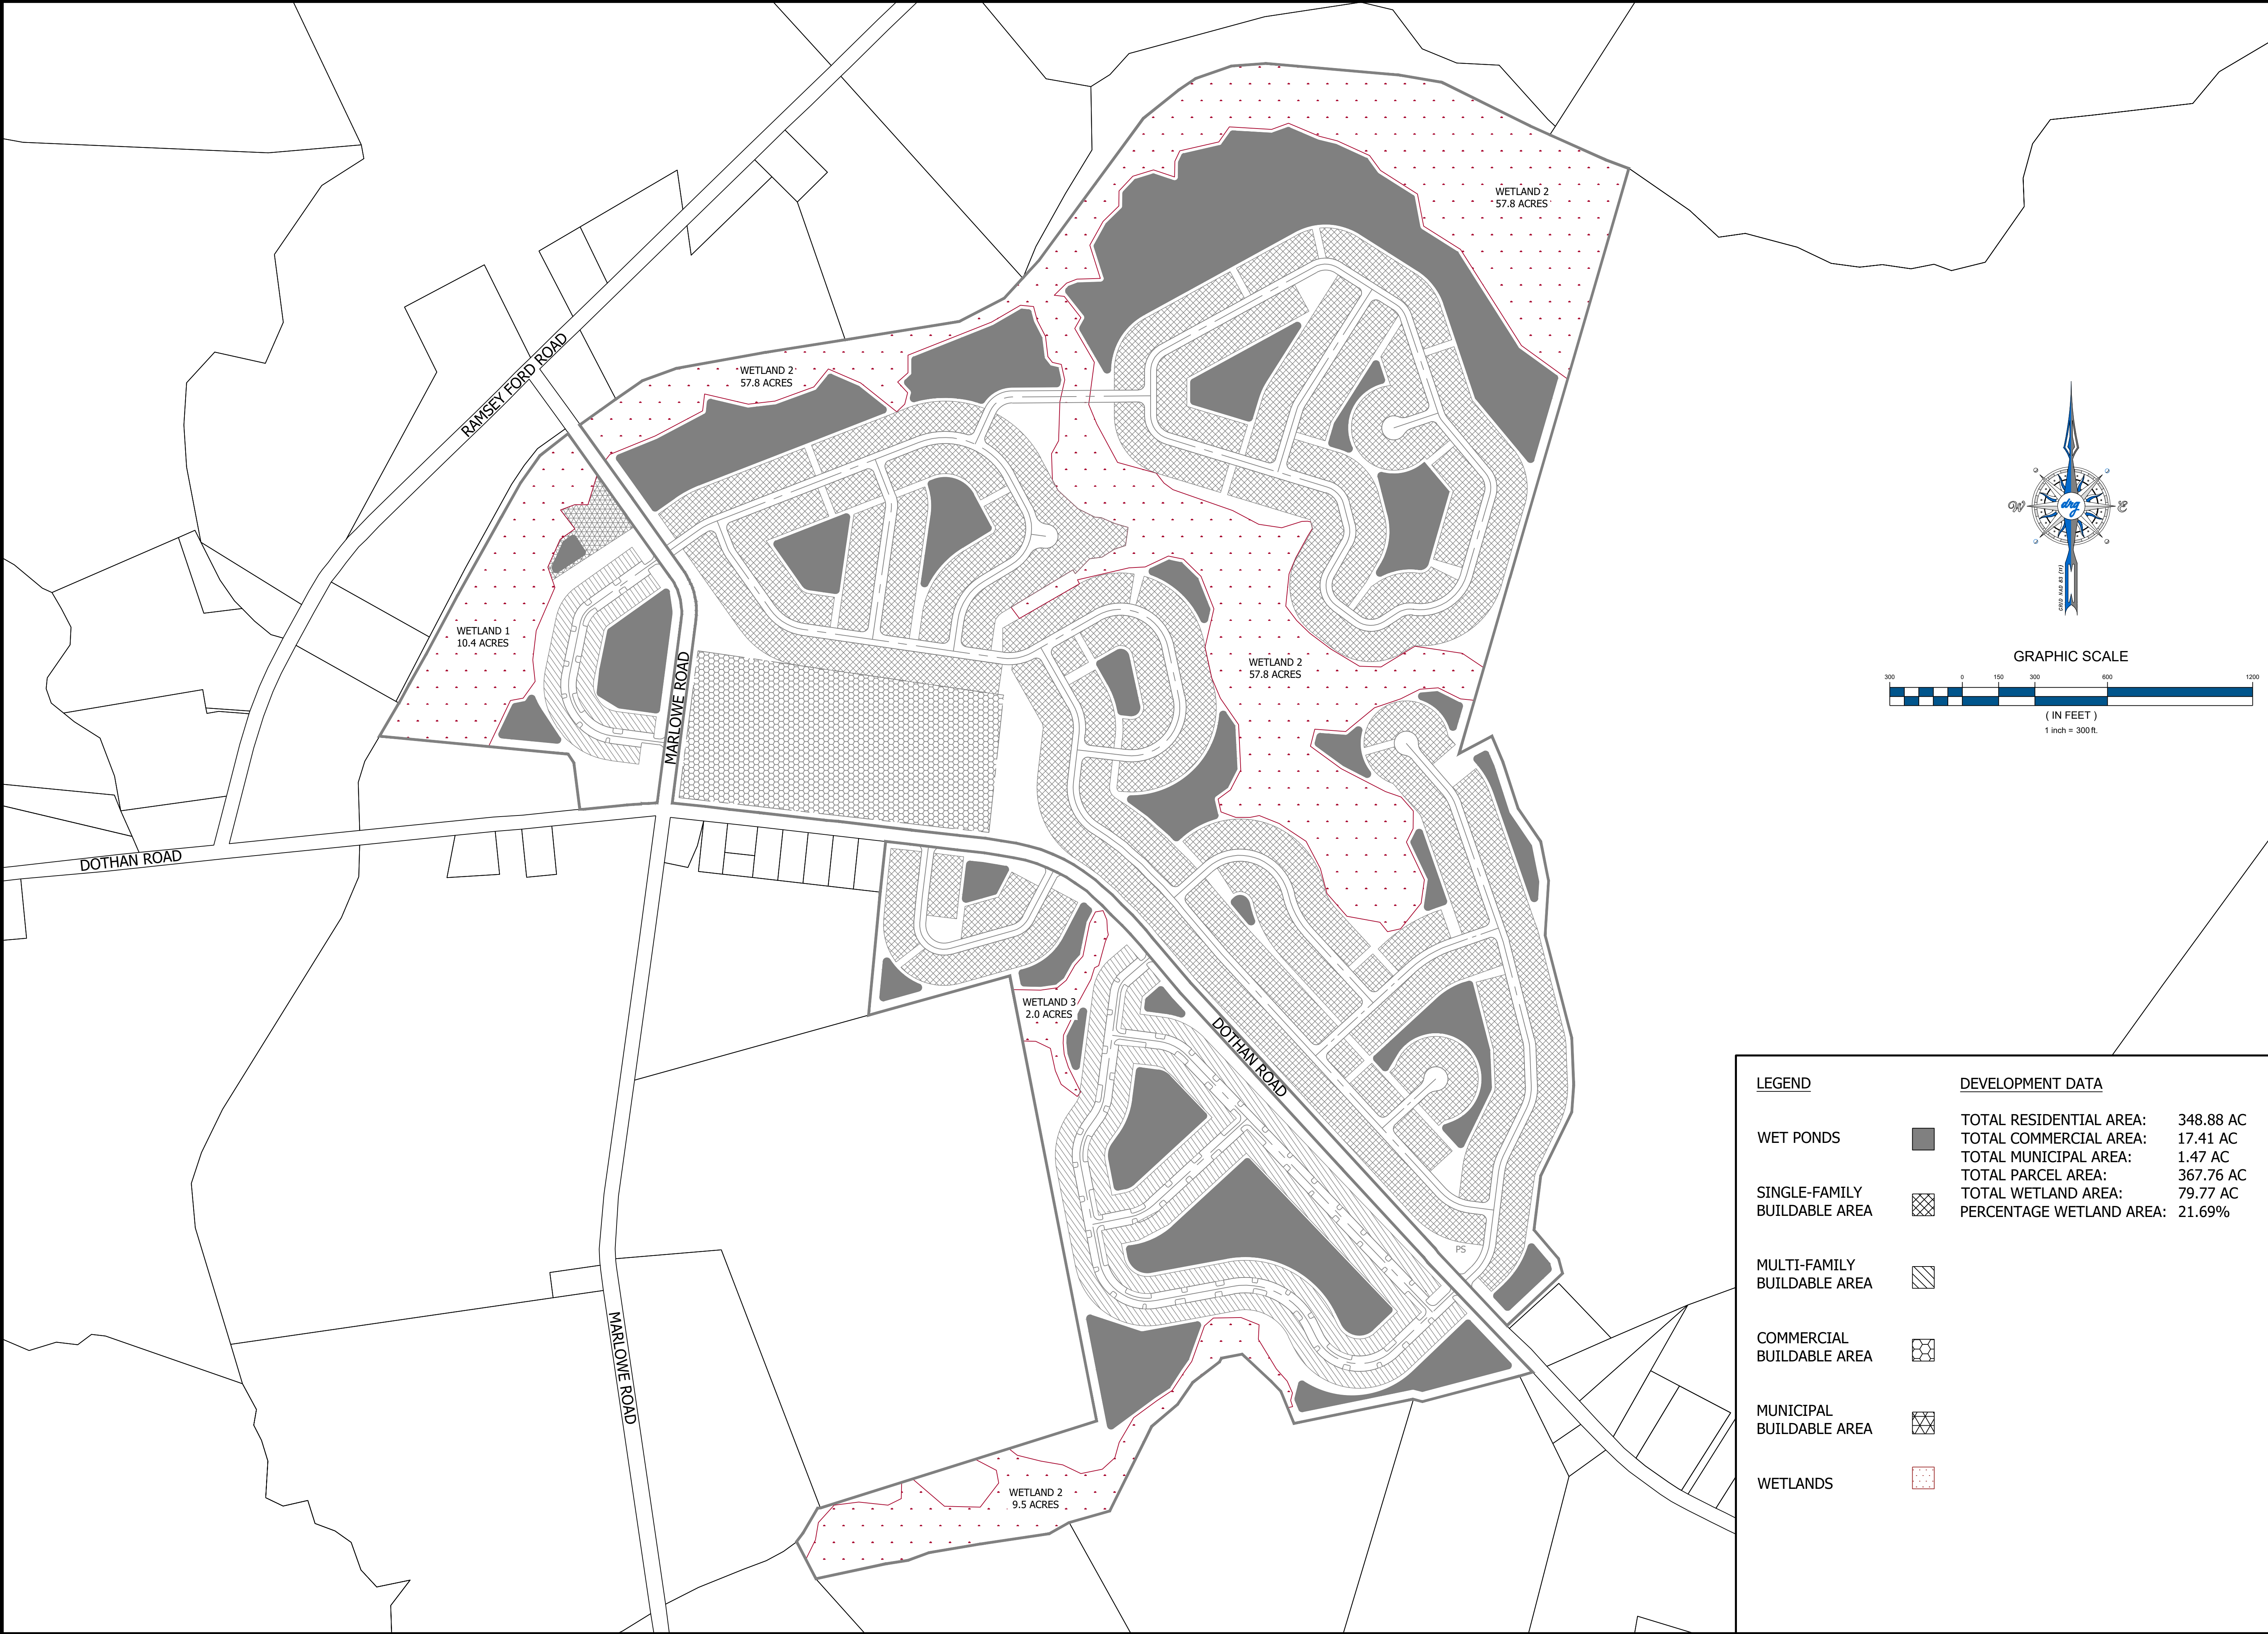 WETLAND 2
57.8 ACRES
WETLAND 2
57.8 ACRES
RAMSEY FORD ROAD
W
drg
E
GRID NAD 83 (11)
WETLAND 1
10.4 ACRES
MARLOWE ROAD
WETLAND 2
57.8 ACRES
GRAPHIC SCALE
300 0 150 300 600 1200
( IN FEET )
1 inch = 300 ft.
DOTHAN ROAD
WETLAND 3
2.0 ACRES
DOTHAN ROAD
PS
MARLOWE ROAD
WETLAND 2
9.5 ACRES
LEGEND
WET PONDS
SINGLE-FAMILY
BUILDABLE AREA
MULTI-FAMILY
BUILDABLE AREA
COMMERCIAL
BUILDABLE AREA
MUNICIPAL
BUILDABLE AREA
WETLANDS
DEVELOPMENT DATA
TOTAL RESIDENTIAL AREA: 348.88 AC
TOTAL COMMERCIAL AREA: 17.41 AC
TOTAL MUNICIPAL AREA: 1.47 AC
TOTAL PARCEL AREA: 367.76 AC
TOTAL WETLAND AREA: 79.77 AC
PERCENTAGE WETLAND AREA: 21.69%